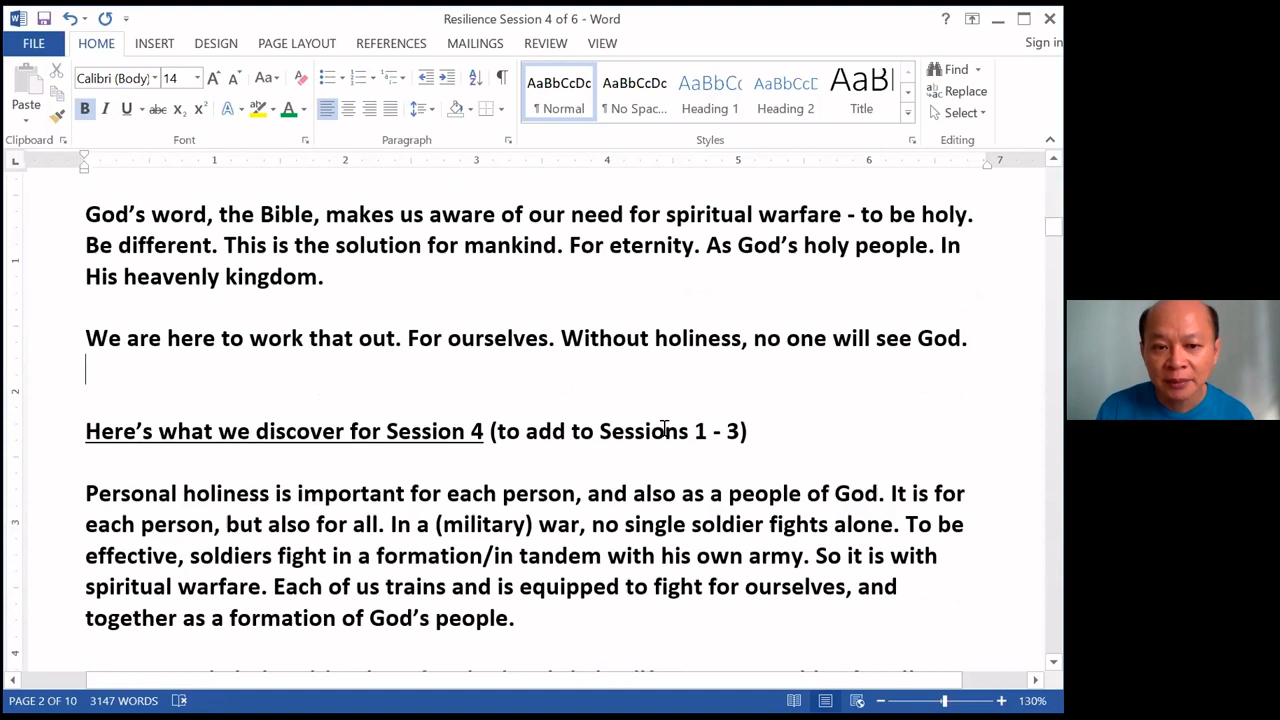 Resilience Session 4 of 6 - Word
FILE HOME INSERT DESIGN PAGE LAYOUT REFERENCES MAILINGS REVIEW VIEW Sign in
Paste
Calibri (Body) 14
AaBbCcDc AaBbCcDc AaBbCc AaBbCcD AaB
¶ Normal ¶ No Spac... Heading 1 Heading 2 Title
Find
Replace
Select
Clipboard Font Paragraph Styles Editing
1 2 3 4 5 6 7
God's word, the Bible, makes us aware of our need for spiritual warfare - to be holy.
Be different. This is the solution for mankind. For eternity. As God's holy people. In
His heavenly kingdom.
We are here to work that out. For ourselves. Without holiness, no one will see God.
Here's what we discover for Session 4 (to add to Sessions 1 - 3)
Personal holiness is important for each person, and also as a people of God. It is for
each person, but also for all. In a (military) war, no single soldier fights alone. To be
effective, soldiers fight in a formation/in tandem with his own army. So it is with
spiritual warfare. Each of us trains and is equipped to fight for ourselves, and
together as a formation of God's people.
PAGE 2 OF 10 3147 WORDS 130%